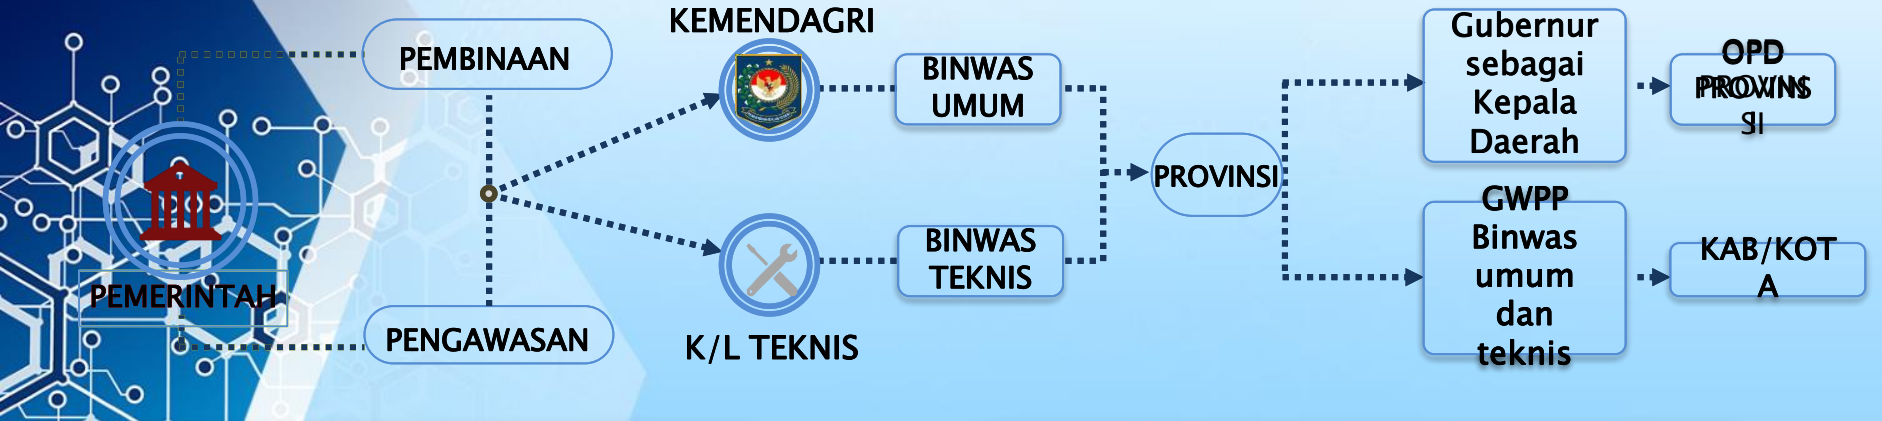 PEMERINTAH
PEMBINAAN
PENGAWASAN
KEMENDAGRI
K/L TEKNIS
BINWAS
UMUM
BINWAS
TEKNIS
PROVINSI
Gubernur
sebagai
Kepala
Daerah
GWPP
Binwas
umum
dan
teknis
OPD
PROVINSI
KAB/KOT
A